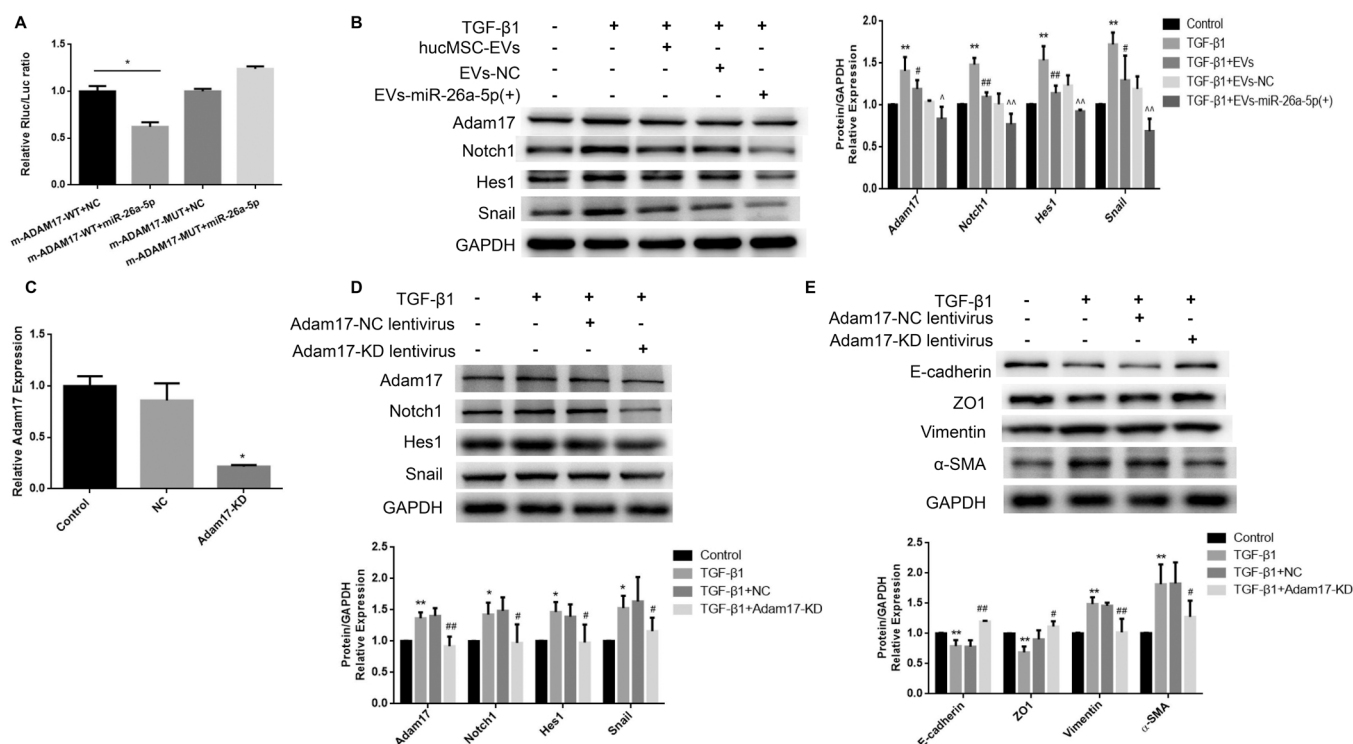 A
Relative Rluc/Luc ratio
1.5
1.0
0.5
0.0
*
m-ADAM17-WT+NC
m-ADAM17-WT+miR-26a-5p
m-ADAM17-MUT+NC
m-ADAM17-MUT+miR-26a-5p
B
TGF-β1 - + + + +
hucMSC-EVs - - + - -
EVs-NC - - - + -
EVs-miR-26a-5p(+) - - - - +
Adam17
Notch1
Hes1
Snail
GAPDH
Protein/GAPDH
Relative Expression
2.0
1.5
1.0
0.5
0.0
** # ^
** ## ^^
** ## ^^
** # ^^
Adam17
Notch1
Hes1
Snail
Control
TGF-β1
TGF-β1+EVs
TGF-β1+EVs-NC
TGF-β1+EVs-miR-26a-5p(+)
C
Relative Adam17 Expression
1.5
1.0
0.5
0.0
*
Control
NC
Adam17-KD
D
TGF-β1 - + + +
Adam17-NC lentivirus - - + -
Adam17-KD lentivirus - - - +
Adam17
Notch1
Hes1
Snail
GAPDH
Protein/GAPDH
Relative Expression
2.5
2.0
1.5
1.0
0.5
0.0
** ##
* #
* #
* #
Adam17
Notch1
Hes1
Snail
Control
TGF-β1
TGF-β1+NC
TGF-β1+Adam17-KD
E
TGF-β1 - + + +
Adam17-NC lentivirus - - + -
Adam17-KD lentivirus - - - +
E-cadherin
ZO1
Vimentin
α-SMA
GAPDH
Protein/GAPDH
Relative Expression
2.5
2.0
1.5
1.0
0.5
0.0
** ##
** #
** ##
** #
E-cadherin
ZO1
Vimentin
α-SMA
Control
TGF-β1
TGF-β1+NC
TGF-β1+Adam17-KD